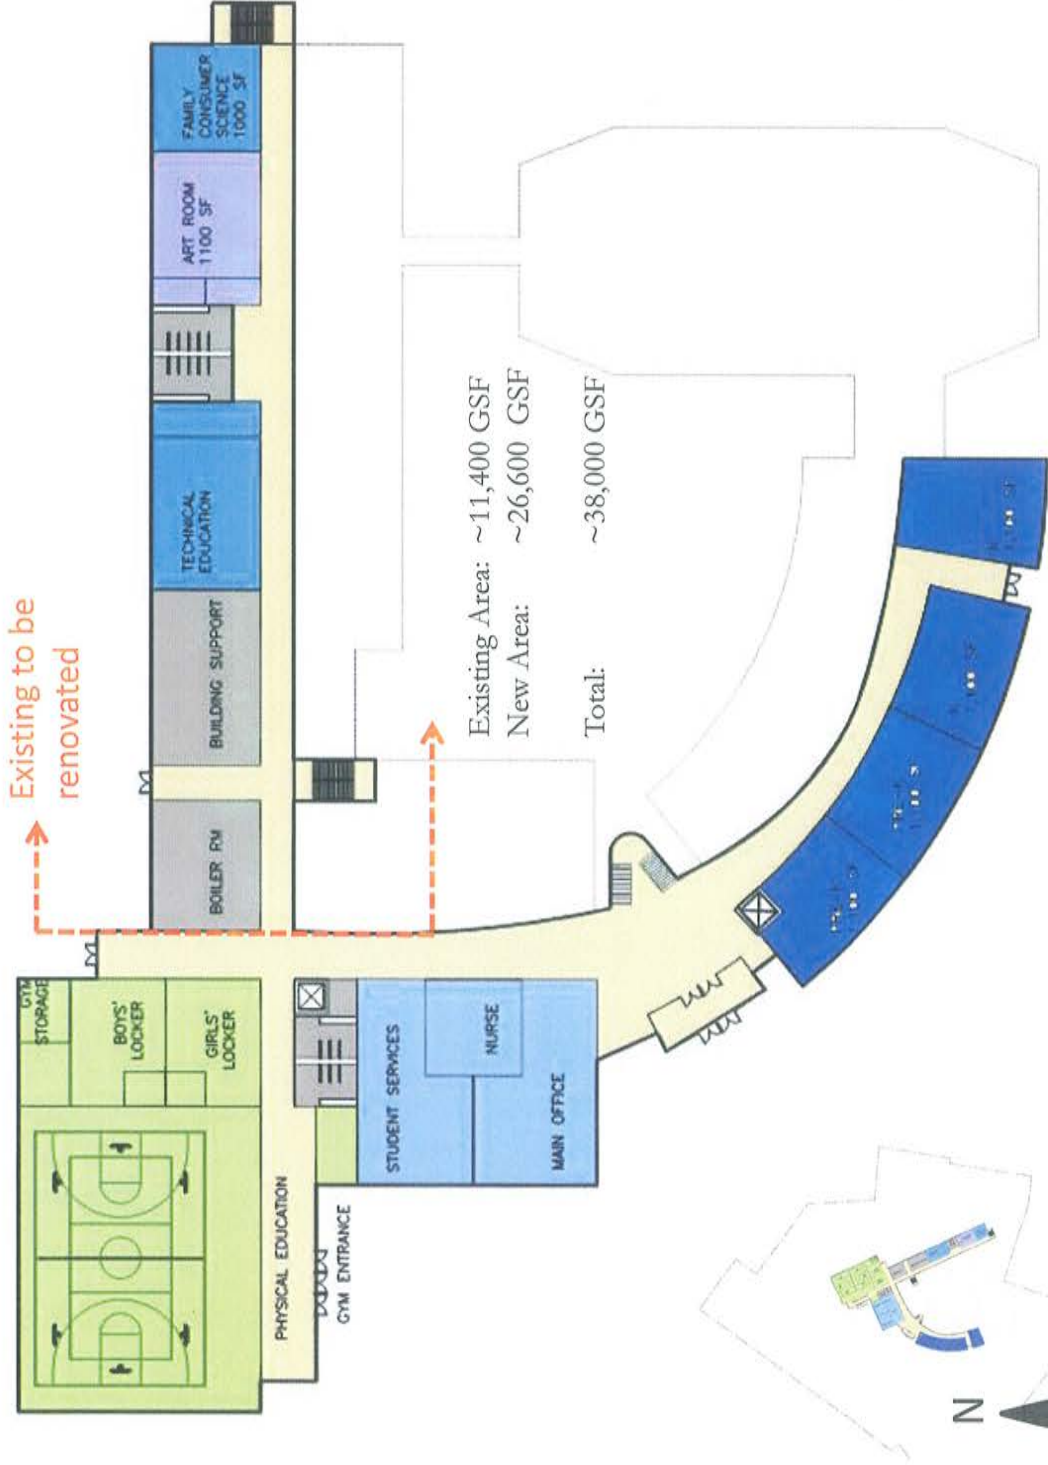 Existing to be
renovated
GYM
STORAGE
BOYS'
LOCKER
GIRLS'
LOCKER
PHYSICAL EDUCATION
GYM ENTRANCE
STUDENT SERVICES
NURSE
MAIN OFFICE
BOILER RM
BUILDING SUPPORT
TECHNICAL
EDUCATION
ART ROOM
1100 SF
FAMILY
CONSUMER
SCIENCE
1000 SF
Existing Area: ~11,400 GSF
New Area: ~26,600 GSF
Total: ~38,000 GSF
N